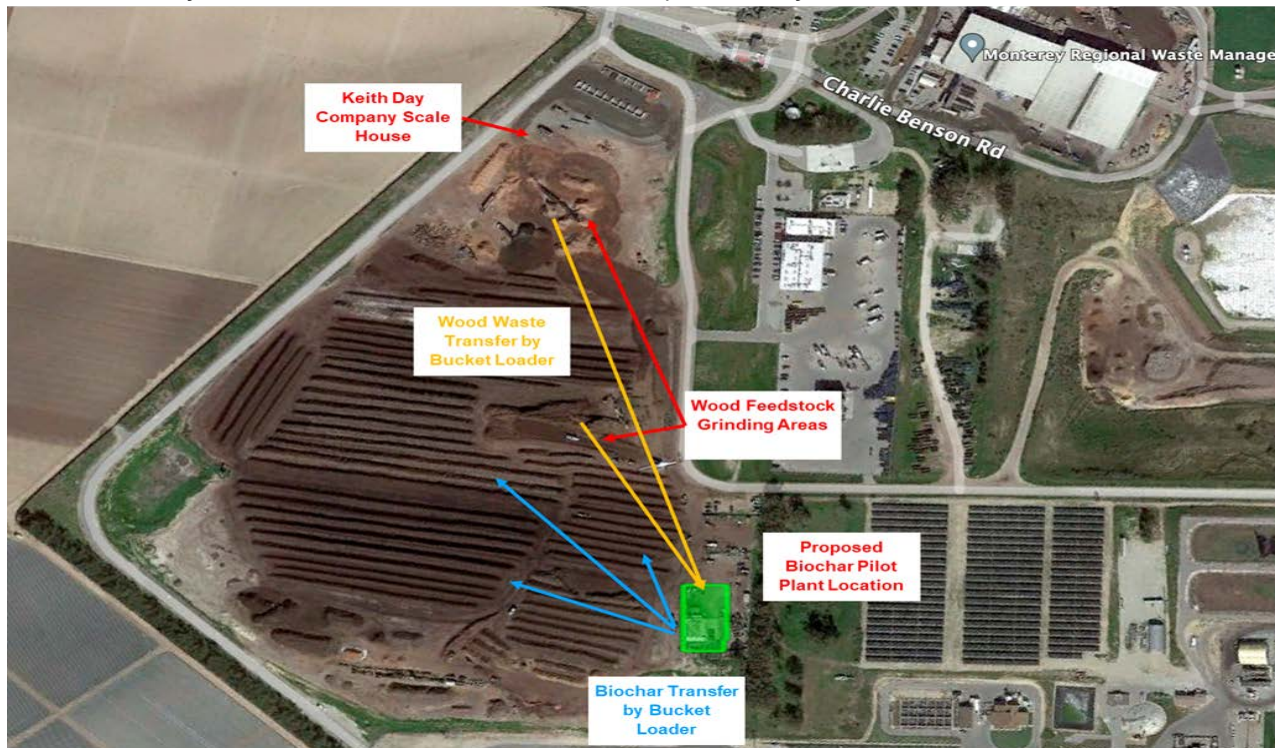 Monterey Regional Waste Manage
Charlie Benson Rd
Keith Day
Company Scale
House
Wood Waste
Transfer by
Bucket Loader
Wood Feedstock
Grinding Areas
Proposed
Biochar Pilot
Plant Location
Biochar Transfer
by Bucket
Loader